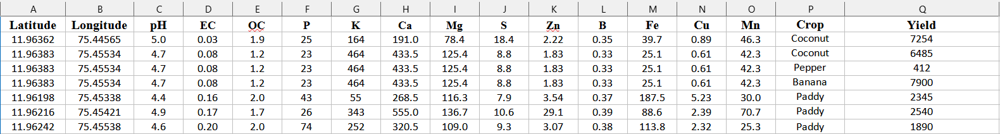 A B C D E F G H I J K L M N O P Q
Latitude Longitude pH EC OC P K Ca Mg S Zn B Fe Cu Mn Crop Yield
11.96362 75.44565 5.0 0.03 1.9 25 164 191.0 78.4 18.4 2.22 0.35 39.7 0.89 46.3 Coconut 7254
11.96383 75.45534 4.7 0.08 1.2 23 464 433.5 125.4 8.8 1.83 0.33 25.1 0.61 42.3 Coconut 6485
11.96383 75.45534 4.7 0.08 1.2 23 464 433.5 125.4 8.8 1.83 0.33 25.1 0.61 42.3 Pepper 412
11.96383 75.45534 4.7 0.08 1.2 23 464 433.5 125.4 8.8 1.83 0.33 25.1 0.61 42.3 Banana 7900
11.96198 75.45338 4.4 0.16 2.0 43 55 268.5 116.3 7.9 3.54 0.37 187.5 5.23 30.0 Paddy 2345
11.96216 75.45421 4.9 0.17 1.7 26 343 555.0 136.7 10.6 29.1 0.39 88.6 2.39 70.7 Paddy 2540
11.96242 75.45538 4.6 0.20 2.0 74 252 320.5 109.0 9.3 3.07 0.38 113.8 2.32 25.3 Paddy 1890